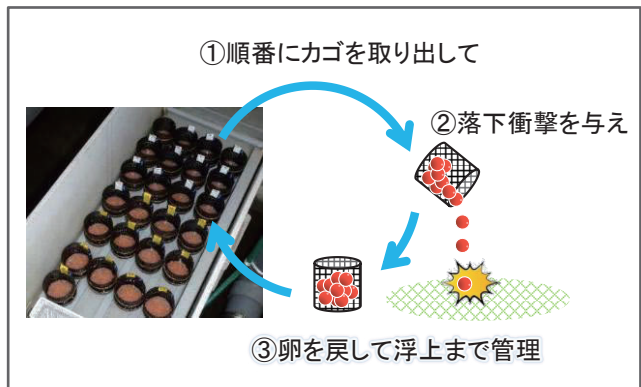 ①順番にカゴを取り出して
②落下衝撃を与え
③卵を戻して浮上まで管理